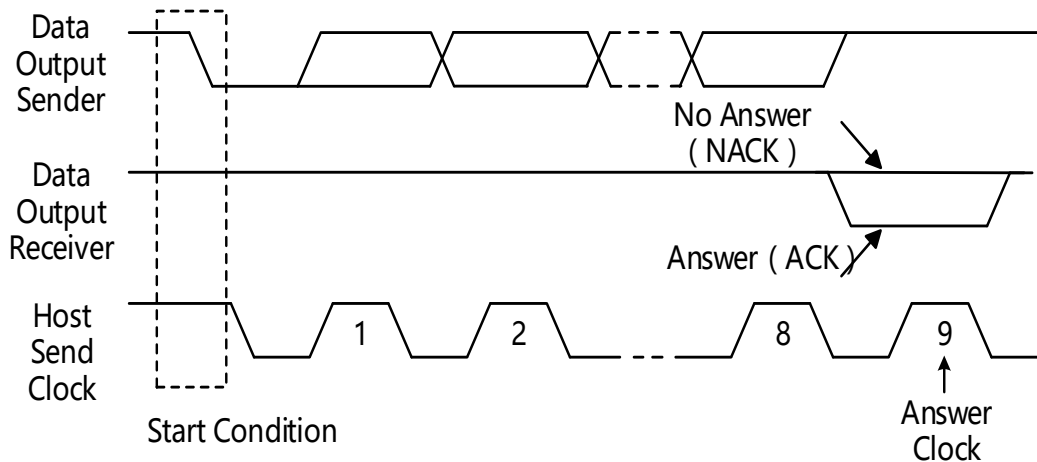 Data
Output
Sender
No Answer
( NACK )
Data
Output
Receiver
Answer ( ACK )
Host
Send
Clock
1
2
8
9
Start Condition
Answer
Clock